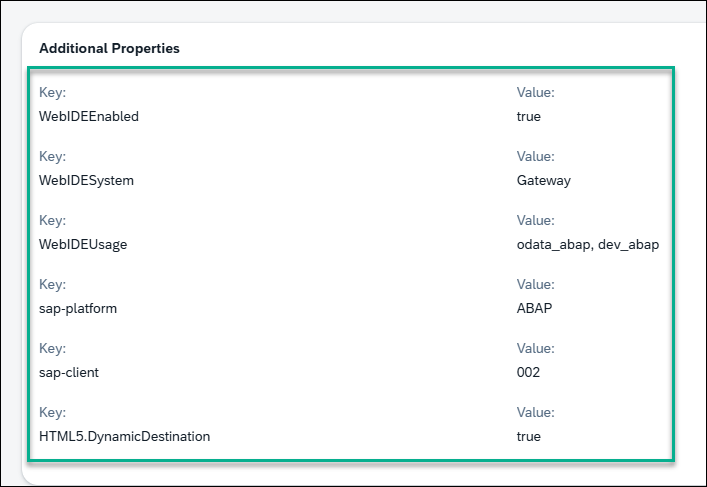 Additional Properties
Key: Value:
WebIDEEnabled true
Key: Value:
WebIDESystem Gateway
Key: Value:
WebIDEUsage odata_abap, dev_abap
Key: Value:
sap-platform ABAP
Key: Value:
sap-client 002
Key: Value:
HTML5.DynamicDestination true